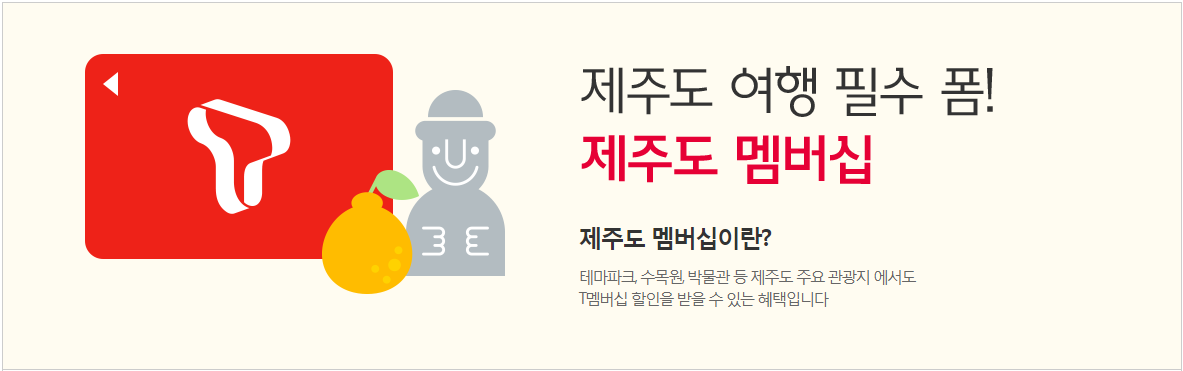 제주도 여행 필수 폼!
제주도 멤버십
제주도 멤버십이란?
테마파크, 수목원, 박물관 등 제주도 주요 관광지 에서도
T멤버십 할인을 받을 수 있는 혜택입니다